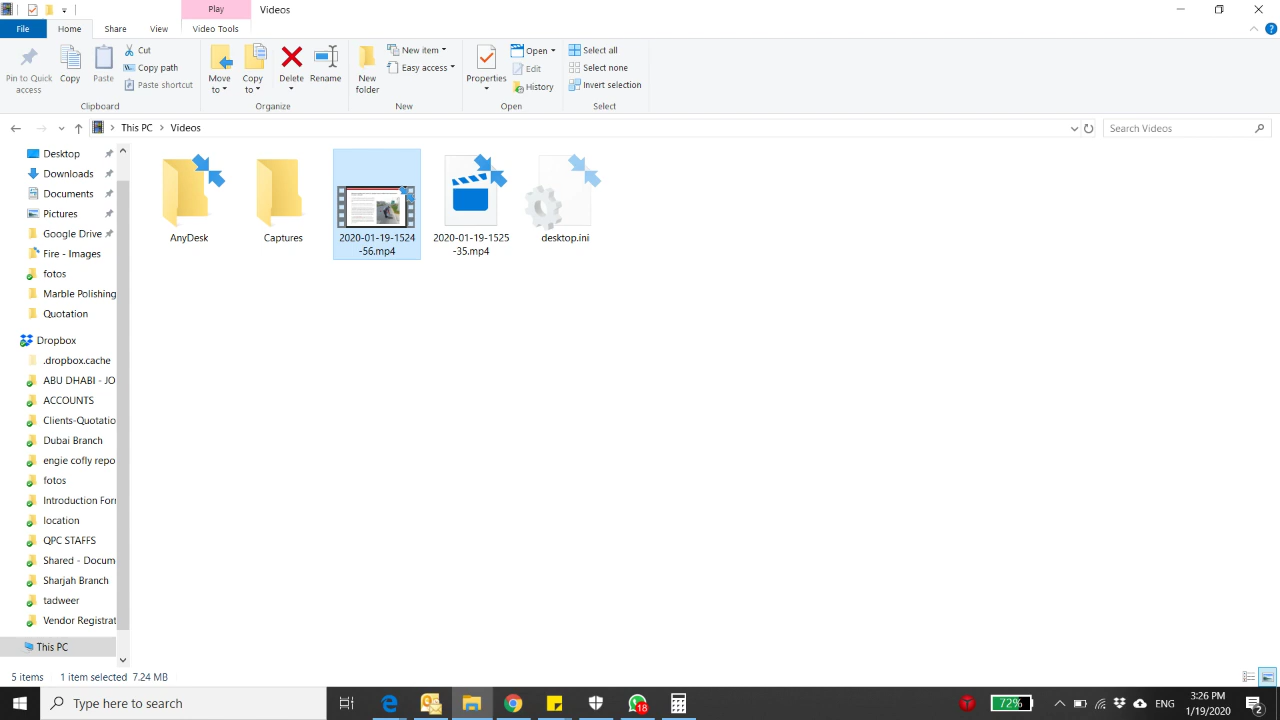 Play
Videos
File
Home
Share
View
Video Tools
Pin to Quick access
Copy
Paste
Cut
Copy path
Paste shortcut
Clipboard
Move to
Copy to
Delete
Rename
Organize
New folder
New item
Easy access
New
Properties
Open
Edit
History
Open
Select all
Select none
Invert selection
Select
This PC
Videos
Search Videos
Desktop
Downloads
Documents
Pictures
Google Drive
Fire - Images
fotos
Marble Polishing
Quotation
Dropbox
.dropbox.cache
ABU DHABI - JO
ACCOUNTS
Clients-Quotatio
Dubai Branch
engie cofly repo
fotos
Introduction For
location
QPC STAFFS
Shared - Docum
Sharjah Branch
tadweer
Vendor Registrat
This PC
AnyDesk
Captures
2020-01-19-1524
-56.mp4
2020-01-19-1525
-35.mp4
desktop.ini
5 items
1 item selected 7.24 MB
Type here to search
18
72%
ENG
3:26 PM
1/19/2020
2